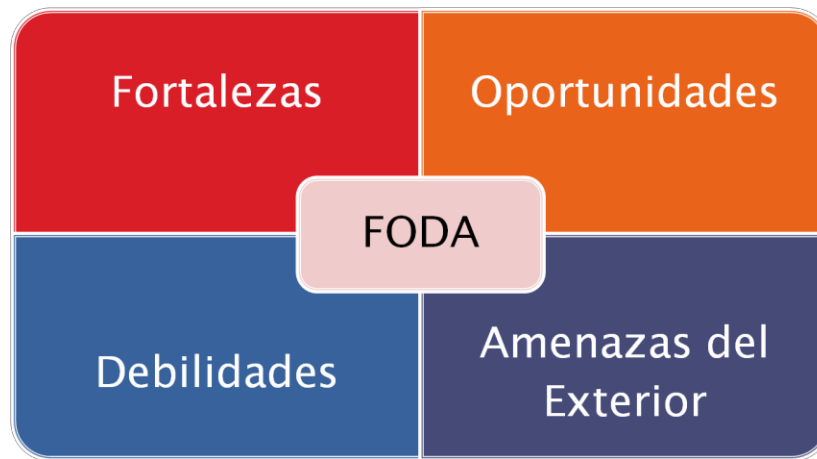 Fortalezas
Oportunidades
FODA
Debilidades
Amenazas del
Exterior